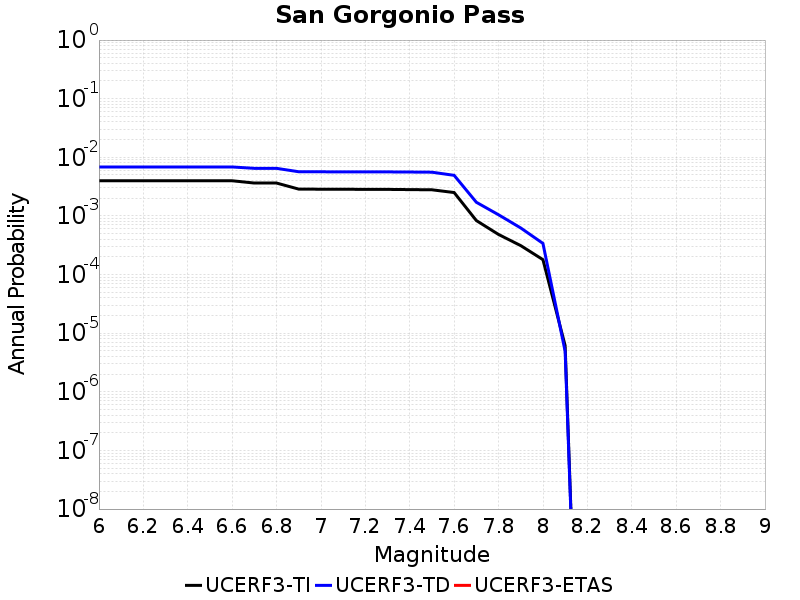 San Gorgonio Pass
Annual Probability
10^0
10^-1
10^-2
10^-3
10^-4
10^-5
10^-6
10^-7
10^-8
6 6.2 6.4 6.6 6.8 7 7.2 7.4 7.6 7.8 8 8.2 8.4 8.6 8.8 9
Magnitude
UCERF3-TI UCERF3-TD UCERF3-ETAS